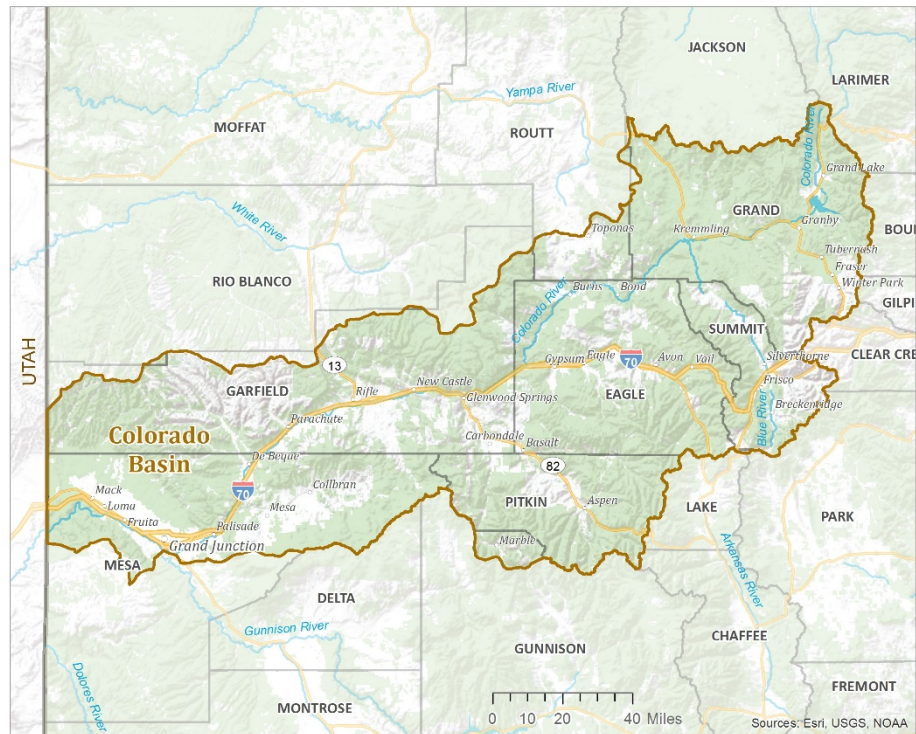 JACKSON
LARIMER
Yampa River
MOFFAT
ROUTT
Colorado River
Grand Lake
White River
GRAND
Granby
BOU
Toponas
Kremmling
Tabernash
Fraser
Winter Park
RIO BLANCO
GILPI
Burns
Bond
Colorado River
SUMMIT
UTAH
CLEAR CRE
13
Gypsum
Eagle
70
Avon
Vail
Silverthorne
Frisco
GARFIELD
Rifle
New Castle
Glenwood Springs
EAGLE
Breckenridge
Parachute
Blue River
Colorado
Basin
Carbondale
Basalt
De Beque
82
70
Collbran
Mack
Loma
Mesa
PITKIN
Aspen
LAKE
PARK
Fruita
Palisade
Grand Junction
Marble
MESA
Arkansas River
DELTA
Gunnison River
CHAFFEE
GUNNISON
Dolores River
MONTROSE
FREMONT
0 10 20 40 Miles
Sources: Esri, USGS, NOAA